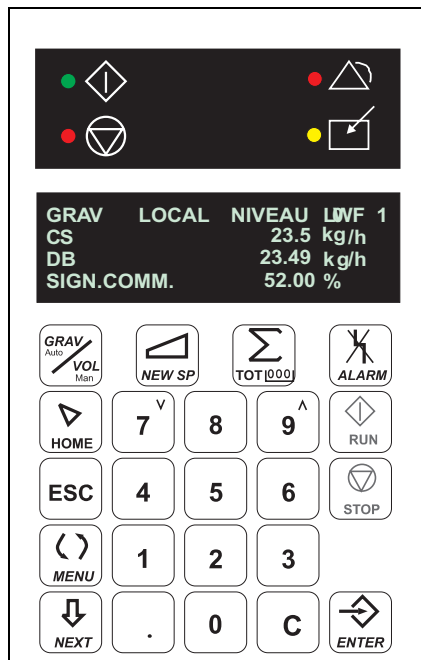 GRAV LOCAL NIVEAU LWF 1
CS 23.5 kg/h
DB 23.49 kg/h
SIGN.COMM. 52.00 %
GRAV
Auto
VOL
Man
NEW SP
TOT 000
ALARM
HOME
7 v
8
9 ^
RUN
ESC
4
5
6
STOP
MENU
1
2
3
NEXT
.
0
C
ENTER